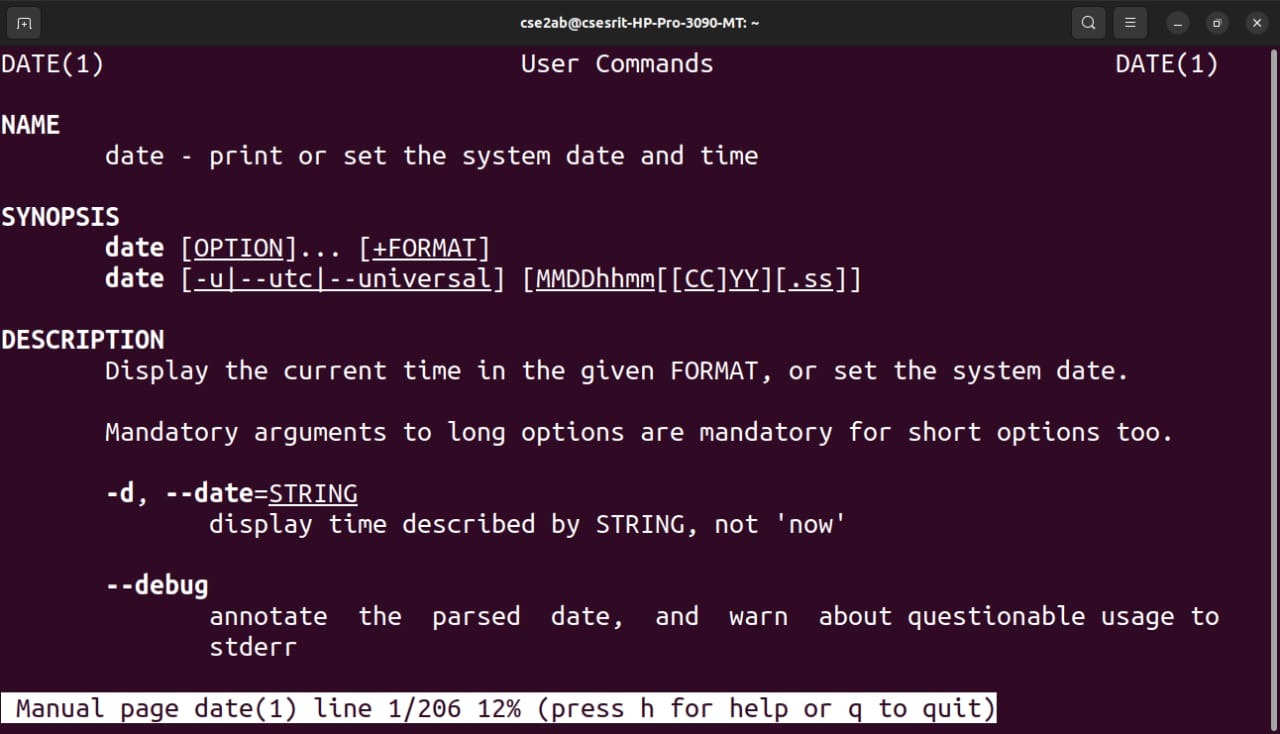 cse2ab@csesrit-HP-Pro-3090-MT: ~
DATE(1) User Commands DATE(1)
NAME
date - print or set the system date and time
SYNOPSIS
date [OPTION]... [+FORMAT]
date [-u|--utc|--universal] [MMDDhhmm[[CC]YY][.ss]]
DESCRIPTION
Display the current time in the given FORMAT, or set the system date.
Mandatory arguments to long options are mandatory for short options too.
-d, --date=STRING
display time described by STRING, not 'now'
--debug
annotate the parsed date, and warn about questionable usage to
stderr
Manual page date(1) line 1/206 12% (press h for help or q to quit)